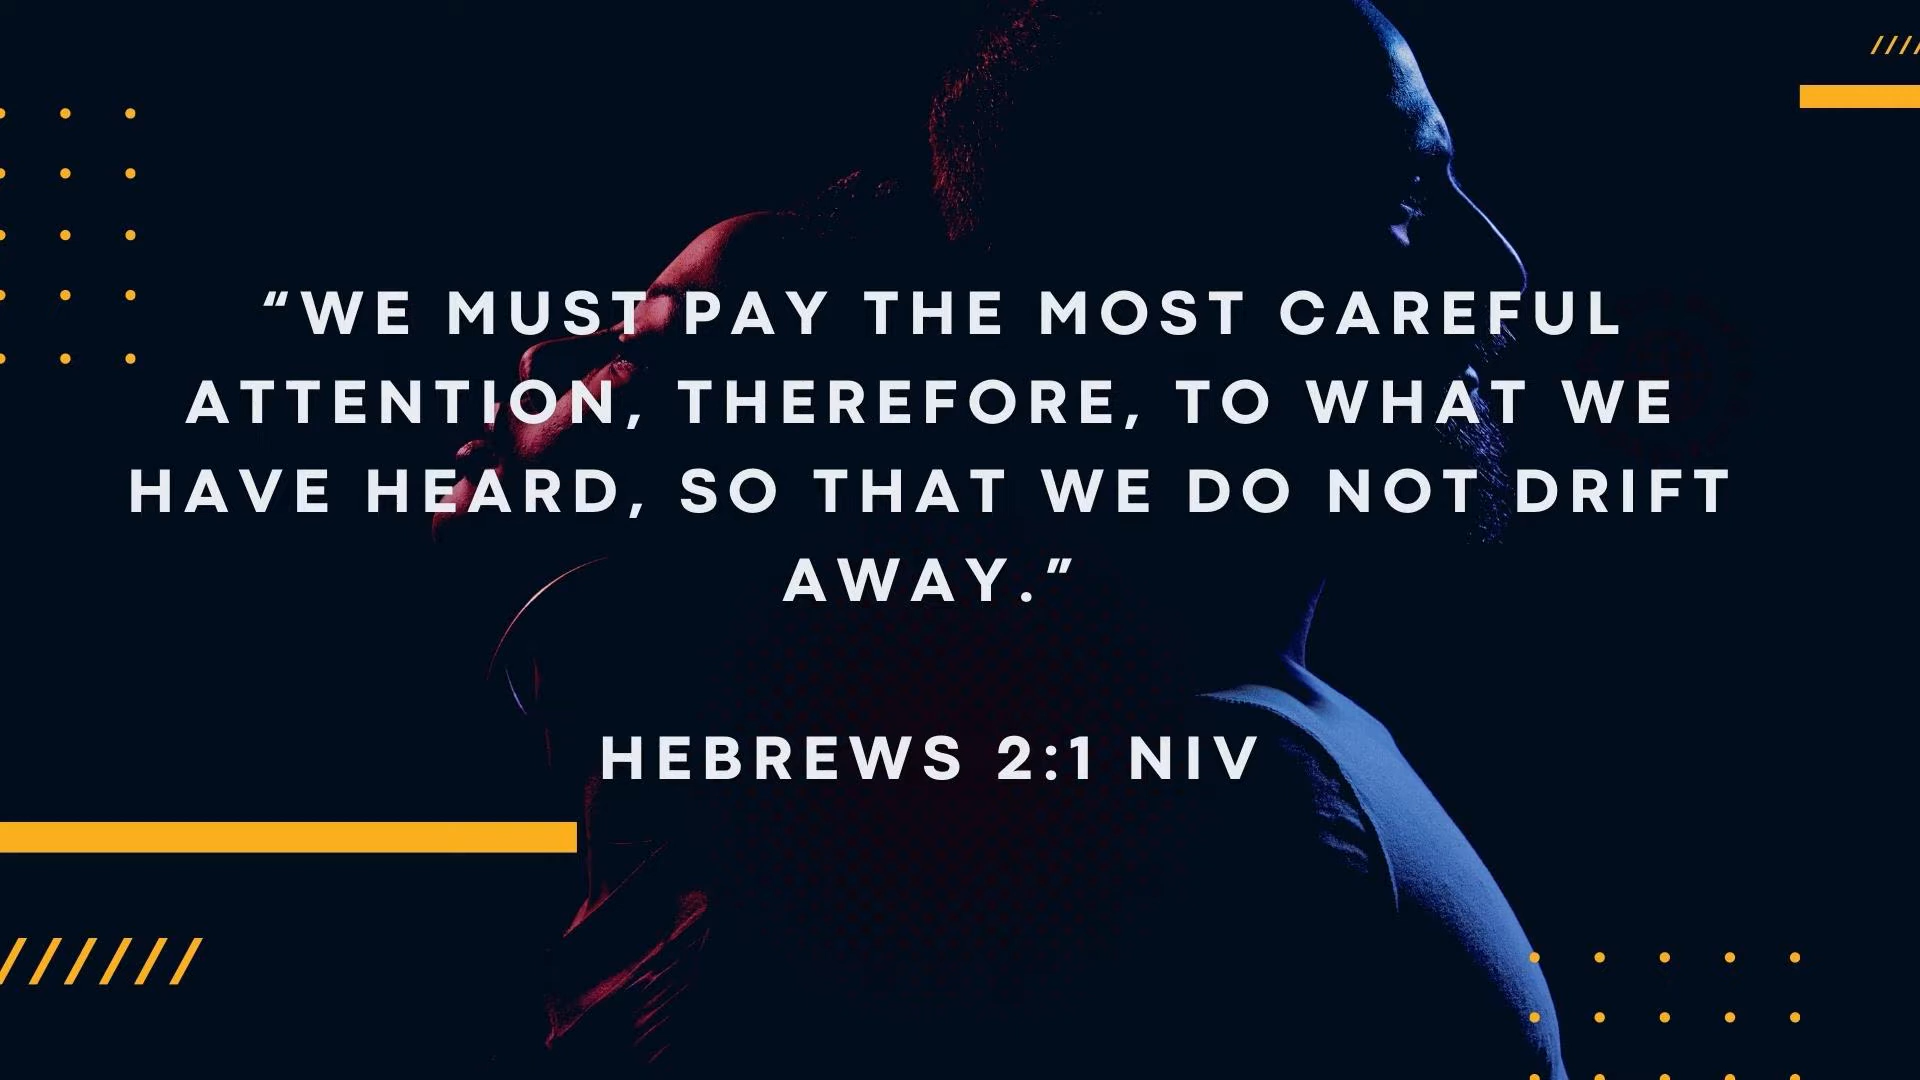 “WE MUST PAY THE MOST CAREFUL
ATTENTION, THEREFORE, TO WHAT WE
HAVE HEARD, SO THAT WE DO NOT DRIFT
AWAY.”
HEBREWS 2:1 NIV